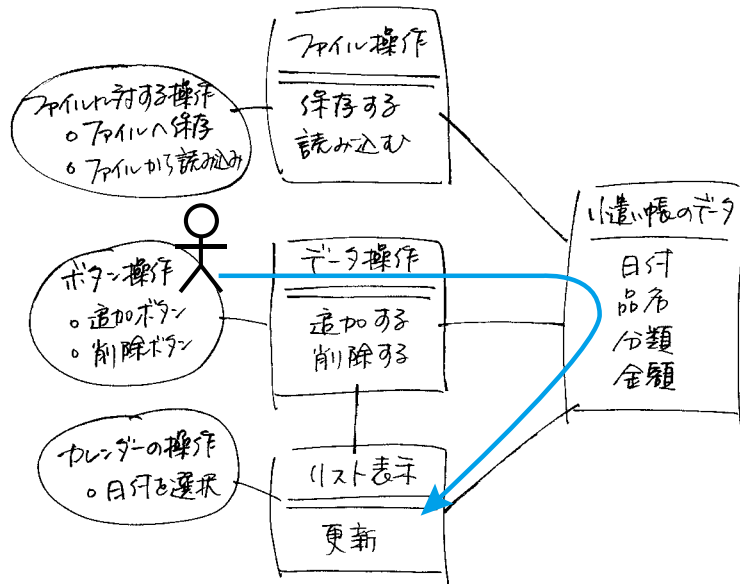 ファイル操作
保存する
読み込む
ファイルに対する操作
○ファイルへ保存
○ファイルから読み込み
小遣い帳のデータ
日付
品名
分類
金額
データ操作
追加する
削除する
ボタン操作
○追加ボタン
○削除ボタン
カレンダーの操作
○日付を選択
リスト表示
更新